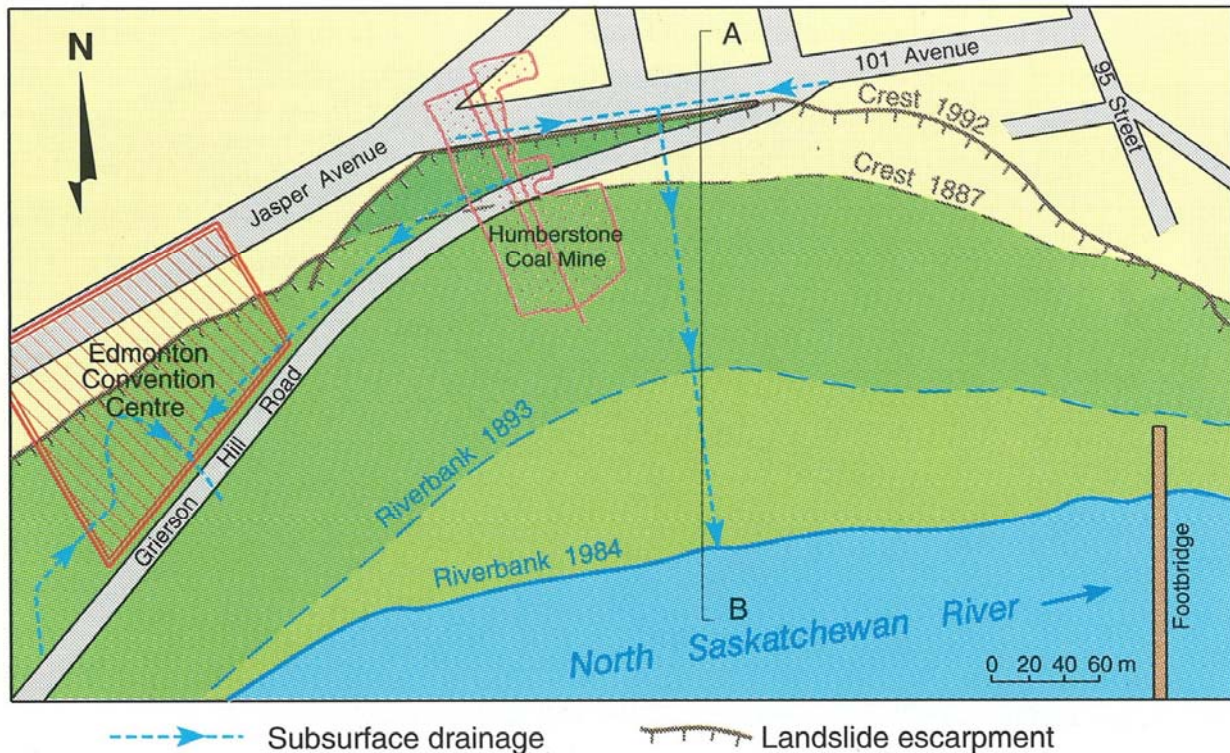 N
A
101 Avenue
95 Street
Crest 1992
Crest 1887
Jasper Avenue
Humberstone
Coal Mine
Edmonton
Convention
Centre
Grierson Hill Road
Riverbank 1893
Riverbank 1984
B
North Saskatchewan River
Footbridge
0 20 40 60 m
Subsurface drainage
Landslide escarpment